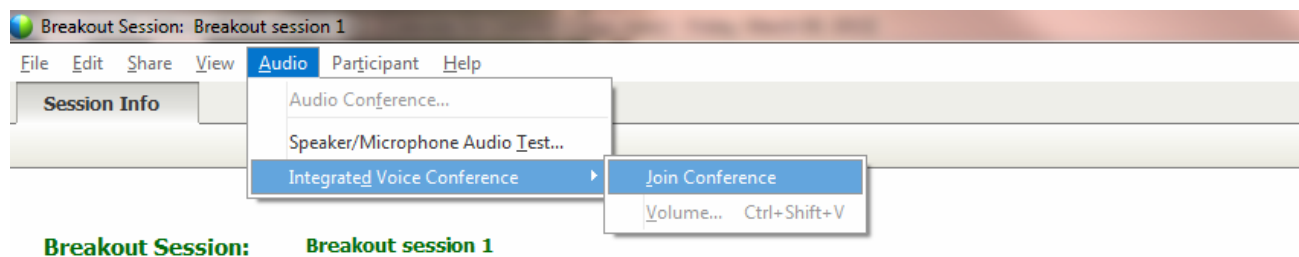 Breakout Session: Breakout session 1
File Edit Share View Audio Participant Help
Session Info
Audio Conference...
Speaker/Microphone Audio Test...
Integrated Voice Conference
Join Conference
Volume... Ctrl+Shift+V
Breakout Session: Breakout session 1